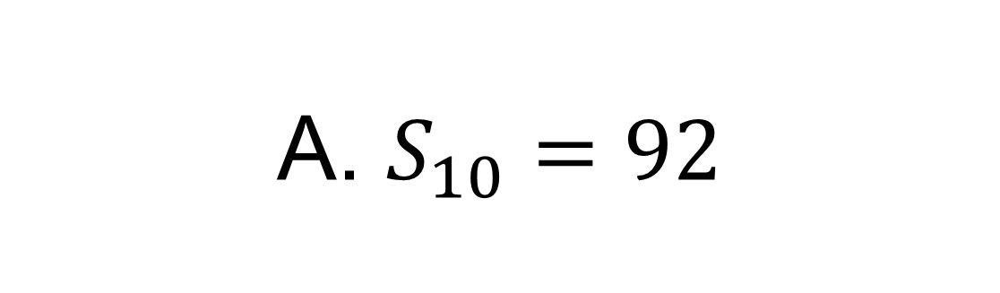 A. S₁₀ = 92